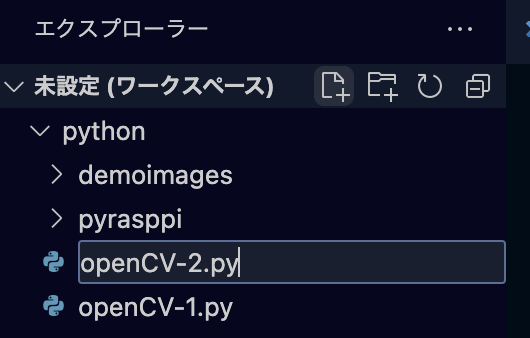 エクスプローラー
未設定 (ワークスペース)
python
demoimages
pyrasppi
openCV-2.py
openCV-1.py